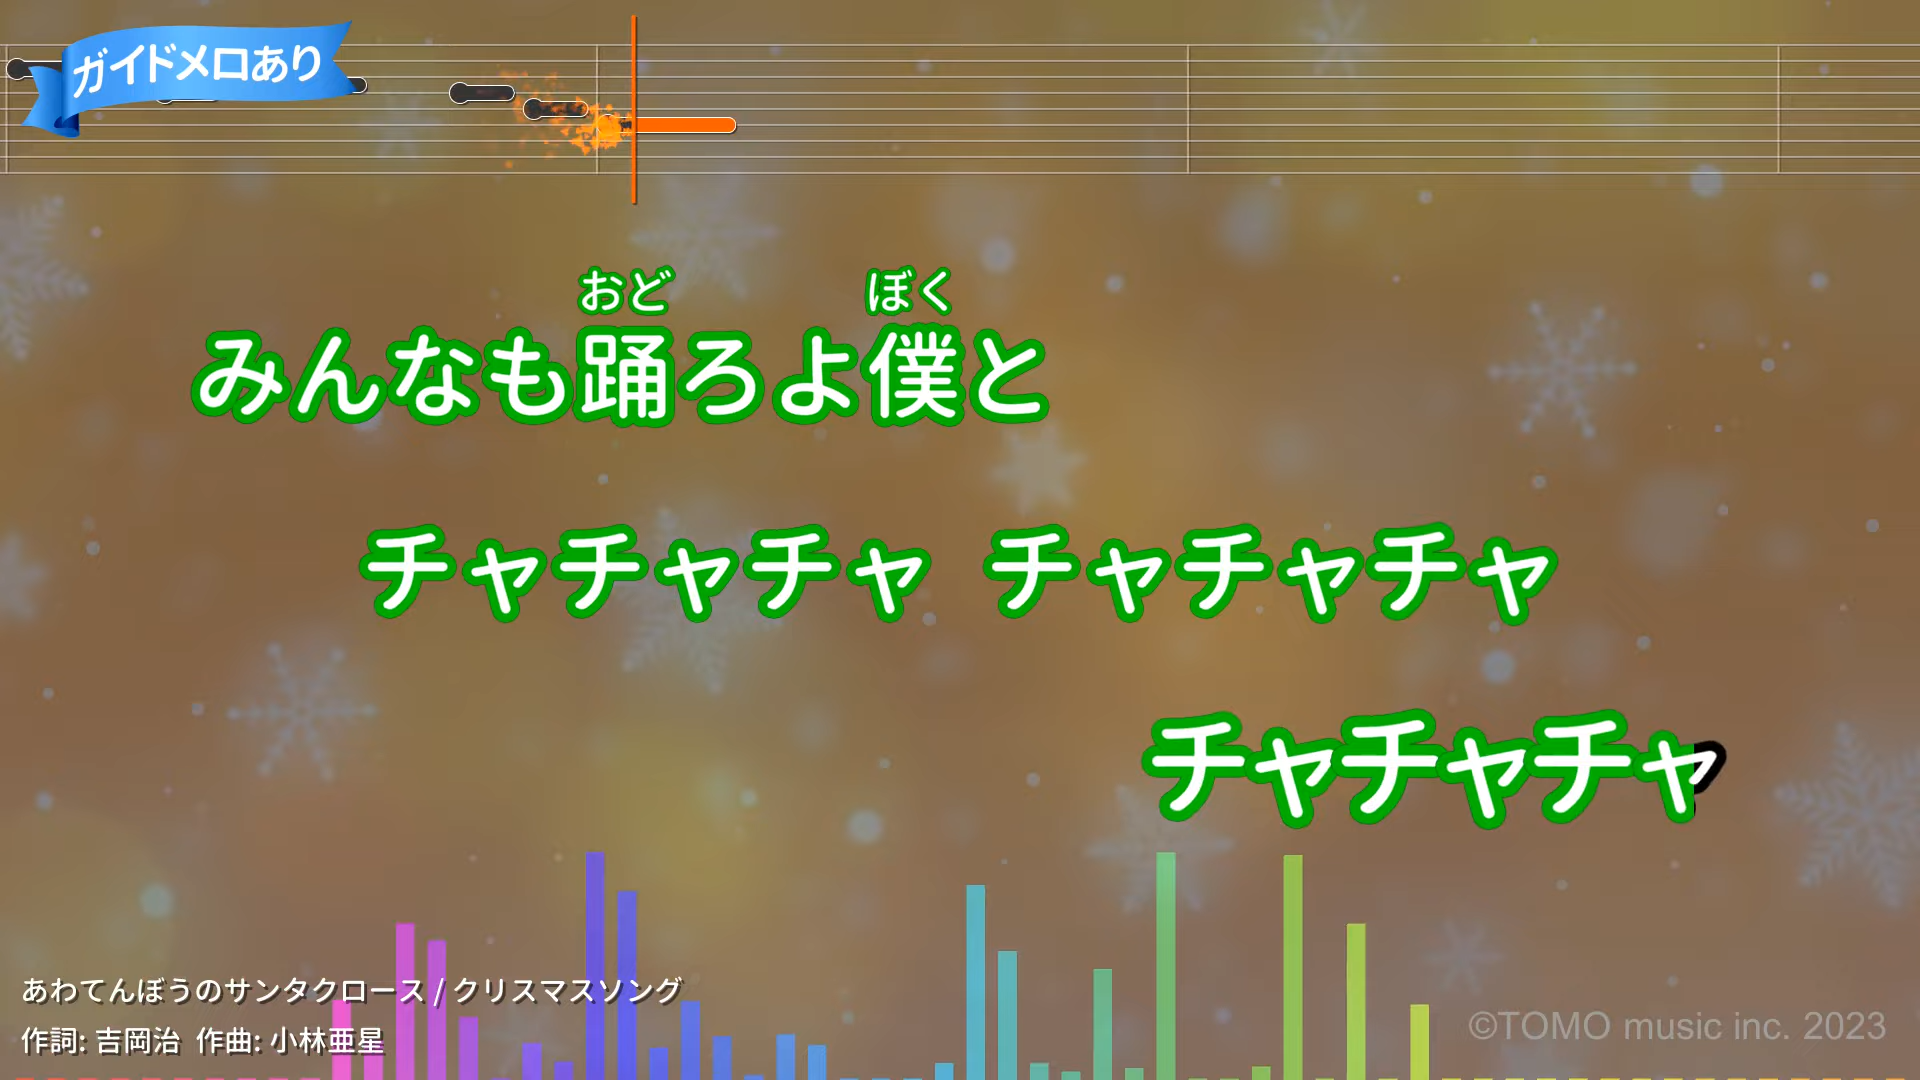 ガイドメロあり
おど ぼく
みんなも踊ろよ僕と
チャチャチャ チャチャチャ
チャチャチャ
あわてんぼうのサンタクロース / クリスマスソング
作詞: 吉岡治 作曲: 小林亜星
©TOMO music inc. 2023